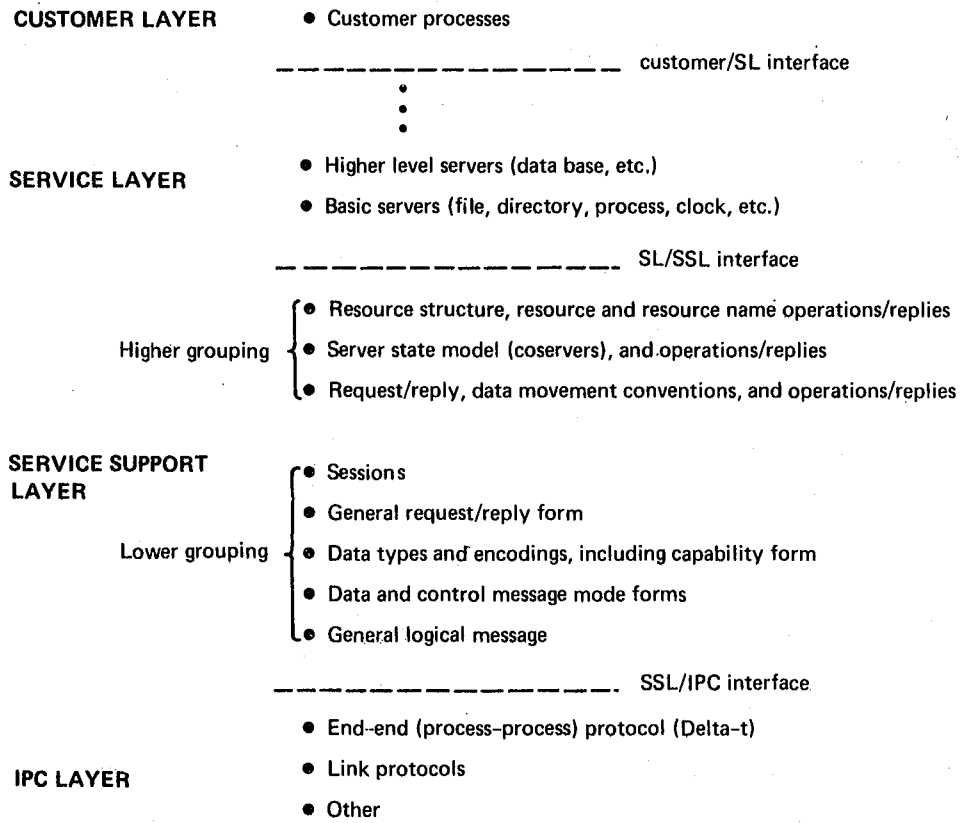 CUSTOMER LAYER • Customer processes
customer/SL interface
•
•
•
• Higher level servers (data base, etc.)
SERVICE LAYER
• Basic servers (file, directory, process, clock, etc.)
SL/SSL interface
• Resource structure, resource and resource name operations/replies
Higher grouping • Server state model (coservers), and operations/replies
• Request/reply, data movement conventions, and operations/replies
SERVICE SUPPORT
LAYER
• Sessions
• General request/reply form
Lower grouping • Data types and encodings, including capability form
• Data and control message mode forms
• General logical message
SSL/IPC interface
• End--end (process-process) protocol (Delta-t)
IPC LAYER • Link protocols
• Other